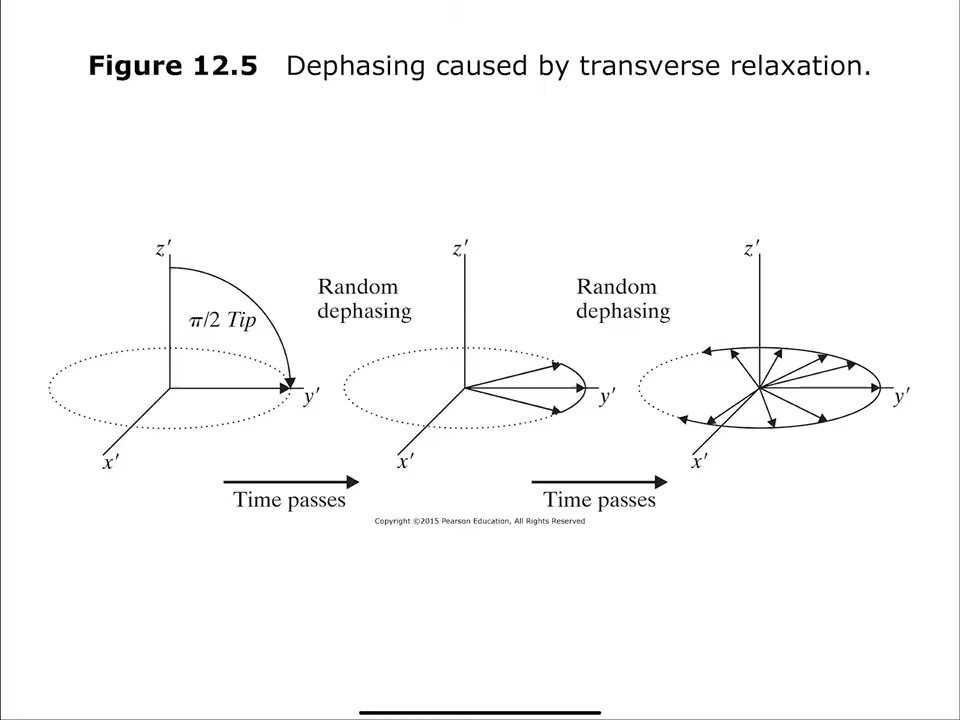 Figure 12.5 Dephasing caused by transverse relaxation.
z′
π/2 Tip
y′
x′
Random
dephasing
Time passes
z′
y′
x′
Random
dephasing
Time passes
z′
y′
x′
Copyright ©2015 Pearson Education, All Rights Reserved